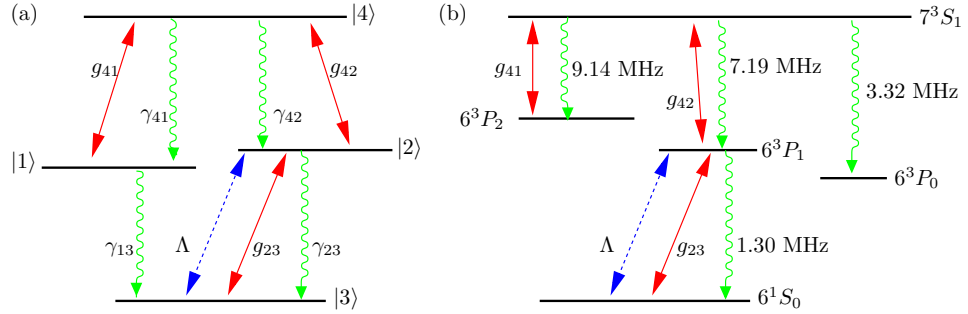 (a)
|4⟩
g₄₁
γ₄₁
γ₄₂
g₄₂
|1⟩
|2⟩
γ₁₃
Λ
g₂₃
γ₂₃
|3⟩
(b)
7³S₁
g₄₁
9.14 MHz
g₄₂
7.19 MHz
3.32 MHz
6³P₂
6³P₁
6³P₀
Λ
g₂₃
1.30 MHz
6¹S₀